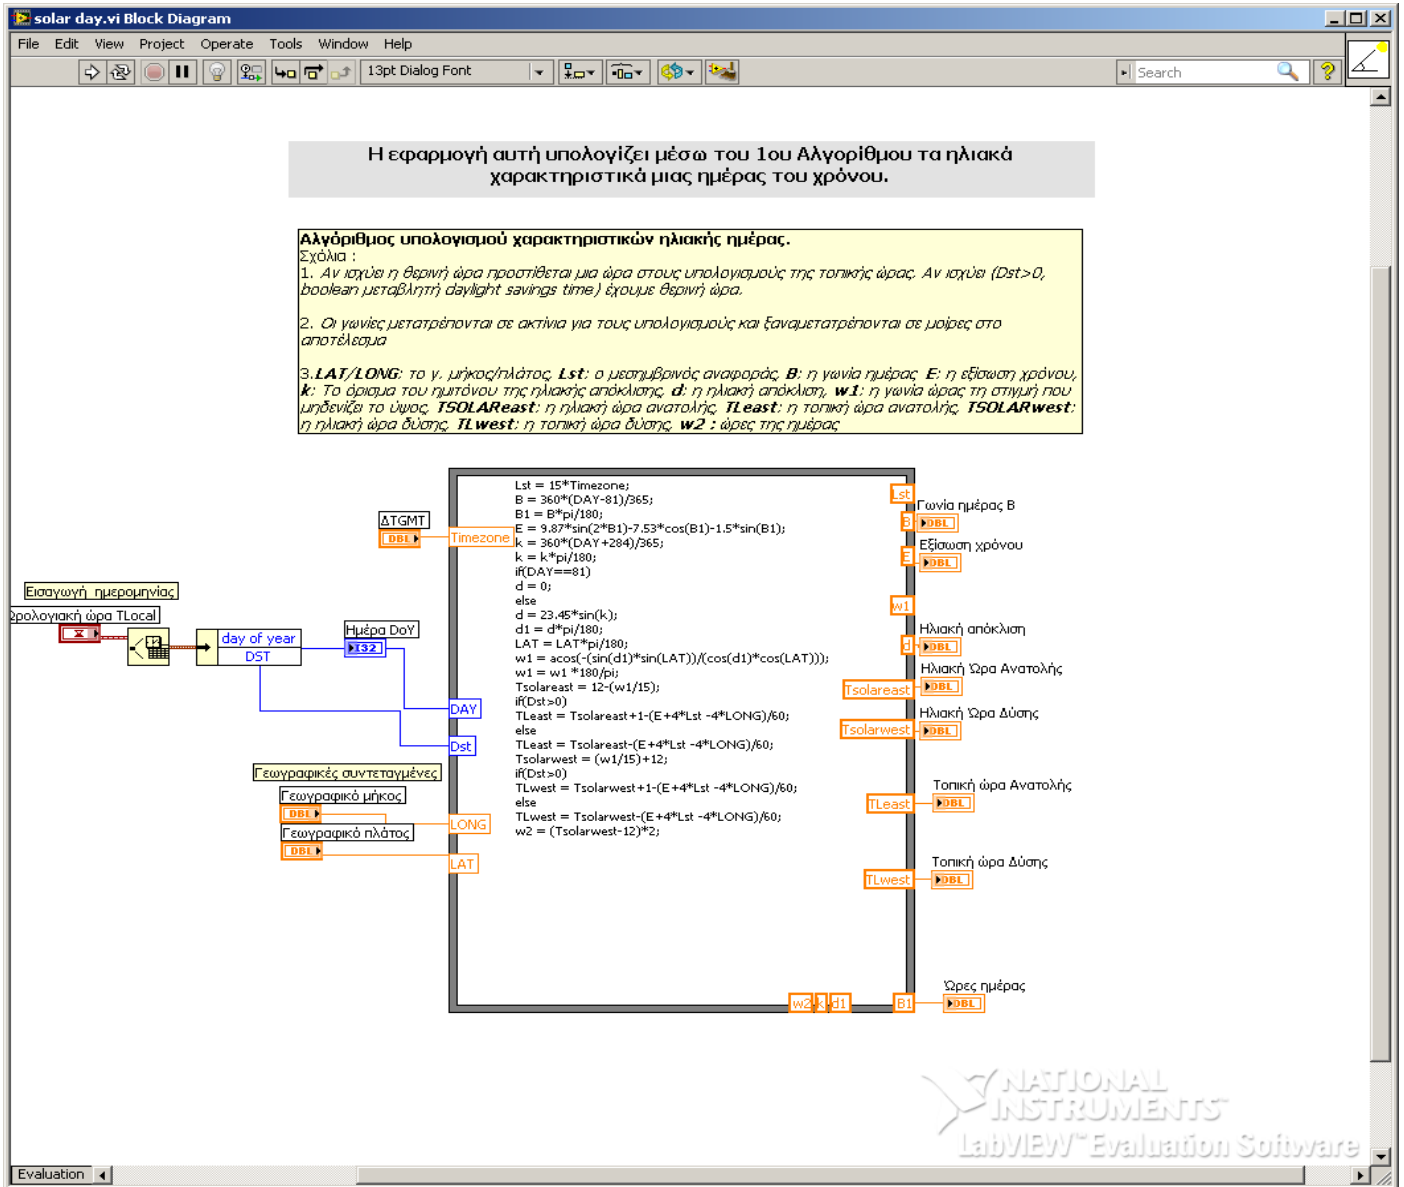 solar day.vi Block Diagram
File Edit View Project Operate Tools Window Help
13pt Dialog Font
Search
Η εφαρμογή αυτή υπολογίζει μέσω του 1ου Αλγορίθμου τα ηλιακά
χαρακτηριστικά μιας ημέρας του χρόνου.
Αλγόριθμος υπολογισμού χαρακτηριστικών ηλιακής ημέρας.
Σχόλια :
1. Αν ισχύει η θερινή ώρα προστίθεται μια ώρα στους υπολογισμούς της τοπικής ώρας. Αν ισχύει (Dst>0,
boolean μεταβλητή daylight savings time) έχουμε θερινή ώρα.
2. Οι γωνίες μετατρέπονται σε ακτίνια για τους υπολογισμούς και ξαναμετατρέπονται σε μοίρες στο
αποτέλεσμα
3.LAT/LONG: το γ. μήκος/πλάτος, Lst: ο μεσημβρινός αναφοράς, B: η γωνία ημέρας E: η εξίσωση χρόνου,
k: Το όρισμα του ημιτόνου της ηλιακής απόκλισης, d: η ηλιακή απόκλιση, w1: η γωνία ώρας τη στιγμή που
μηδενίζει το ύψος, TSOLAReast: η ηλιακή ώρα ανατολής, TLeast: η τοπική ώρα ανατολής, TSOLARwest:
η ηλιακή ώρα δύσης, TLwest: η τοπική ώρα δύσης, w2 : ώρες της ημέρας
Lst = 15*Timezone;
B = 360*(DAY-81)/365;
B1 = B*pi/180;
E = 9.87*sin(2*B1)-7.53*cos(B1)-1.5*sin(B1);
k = 360*(DAY+284)/365;
k = k*pi/180;
if(DAY==81)
d = 0;
else
d = 23.45*sin(k);
d1 = d*pi/180;
LAT = LAT*pi/180;
w1 = acos(-(sin(d1)*sin(LAT))/(cos(d1)*cos(LAT)));
w1 = w1 *180/pi;
Tsolareast = 12-(w1/15);
if(Dst>0)
TLeast = Tsolareast+1-(E+4*Lst -4*LONG)/60;
else
TLeast = Tsolareast-(E+4*Lst -4*LONG)/60;
Tsolarwest = (w1/15)+12;
if(Dst>0)
TLwest = Tsolarwest+1-(E+4*Lst -4*LONG)/60;
else
TLwest = Tsolarwest-(E+4*Lst -4*LONG)/60;
w2 = (Tsolarwest-12)*2;
ΔTGMT
DBL
Timezone
Εισαγωγή ημερομηνίας
Ωρολογιακή ώρα TLocal
day of year
DST
Ημέρα DoY
I32
DAY
Dst
Γεωγραφικές συντεταγμένες
Γεωγραφικό μήκος
DBL
LONG
Γεωγραφικό πλάτος
DBL
LAT
Lst
Γωνία ημέρας B
B
DBL
Εξίσωση χρόνου
E
DBL
w1
Ηλιακή απόκλιση
d
DBL
Ηλιακή Ώρα Ανατολής
Tsolareast
DBL
Ηλιακή Ώρα Δύσης
Tsolarwest
DBL
Τοπική ώρα Ανατολής
TLeast
DBL
Τοπική ώρα Δύσης
TLwest
DBL
Ώρες ημέρας
w2 k d1 B1
DBL
NATIONAL
INSTRUMENTS
LabVIEW™ Evaluation Software
Evaluation